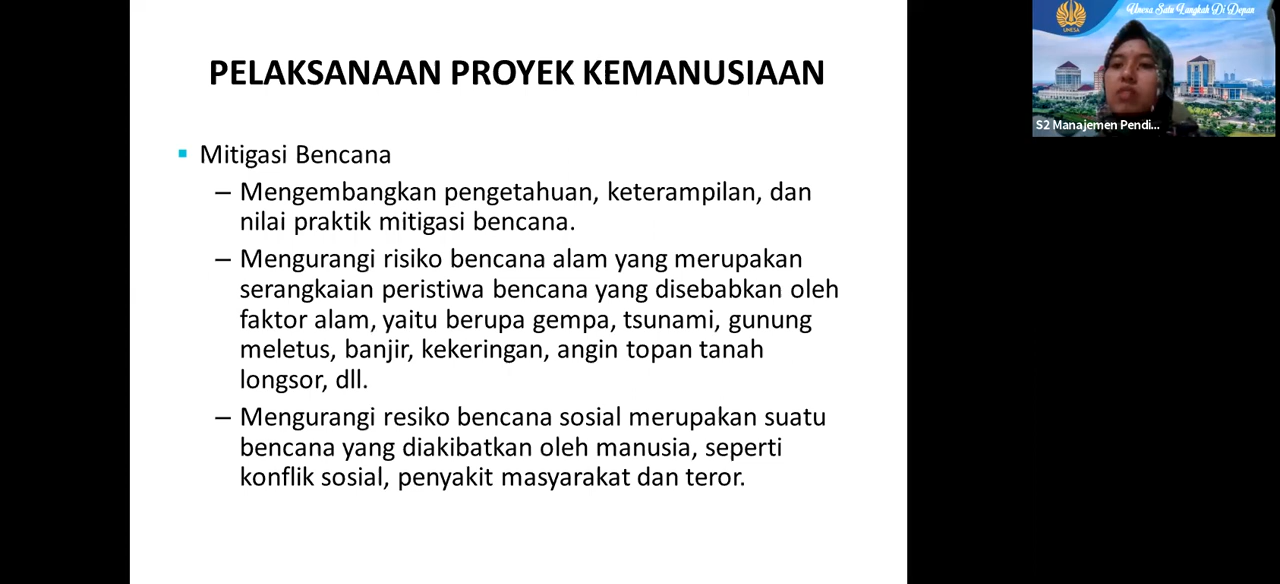 PELAKSANAAN PROYEK KEMANUSIAAN
Mitigasi Bencana
– Mengembangkan pengetahuan, keterampilan, dan
nilai praktik mitigasi bencana.
– Mengurangi risiko bencana alam yang merupakan
serangkaian peristiwa bencana yang disebabkan oleh
faktor alam, yaitu berupa gempa, tsunami, gunung
meletus, banjir, kekeringan, angin topan tanah
longsor, dll.
– Mengurangi resiko bencana sosial merupakan suatu
bencana yang diakibatkan oleh manusia, seperti
konflik sosial, penyakit masyarakat dan teror.
Unesa Satu Langkah Di Depan
UNESA
S2 Manajemen Pendi...